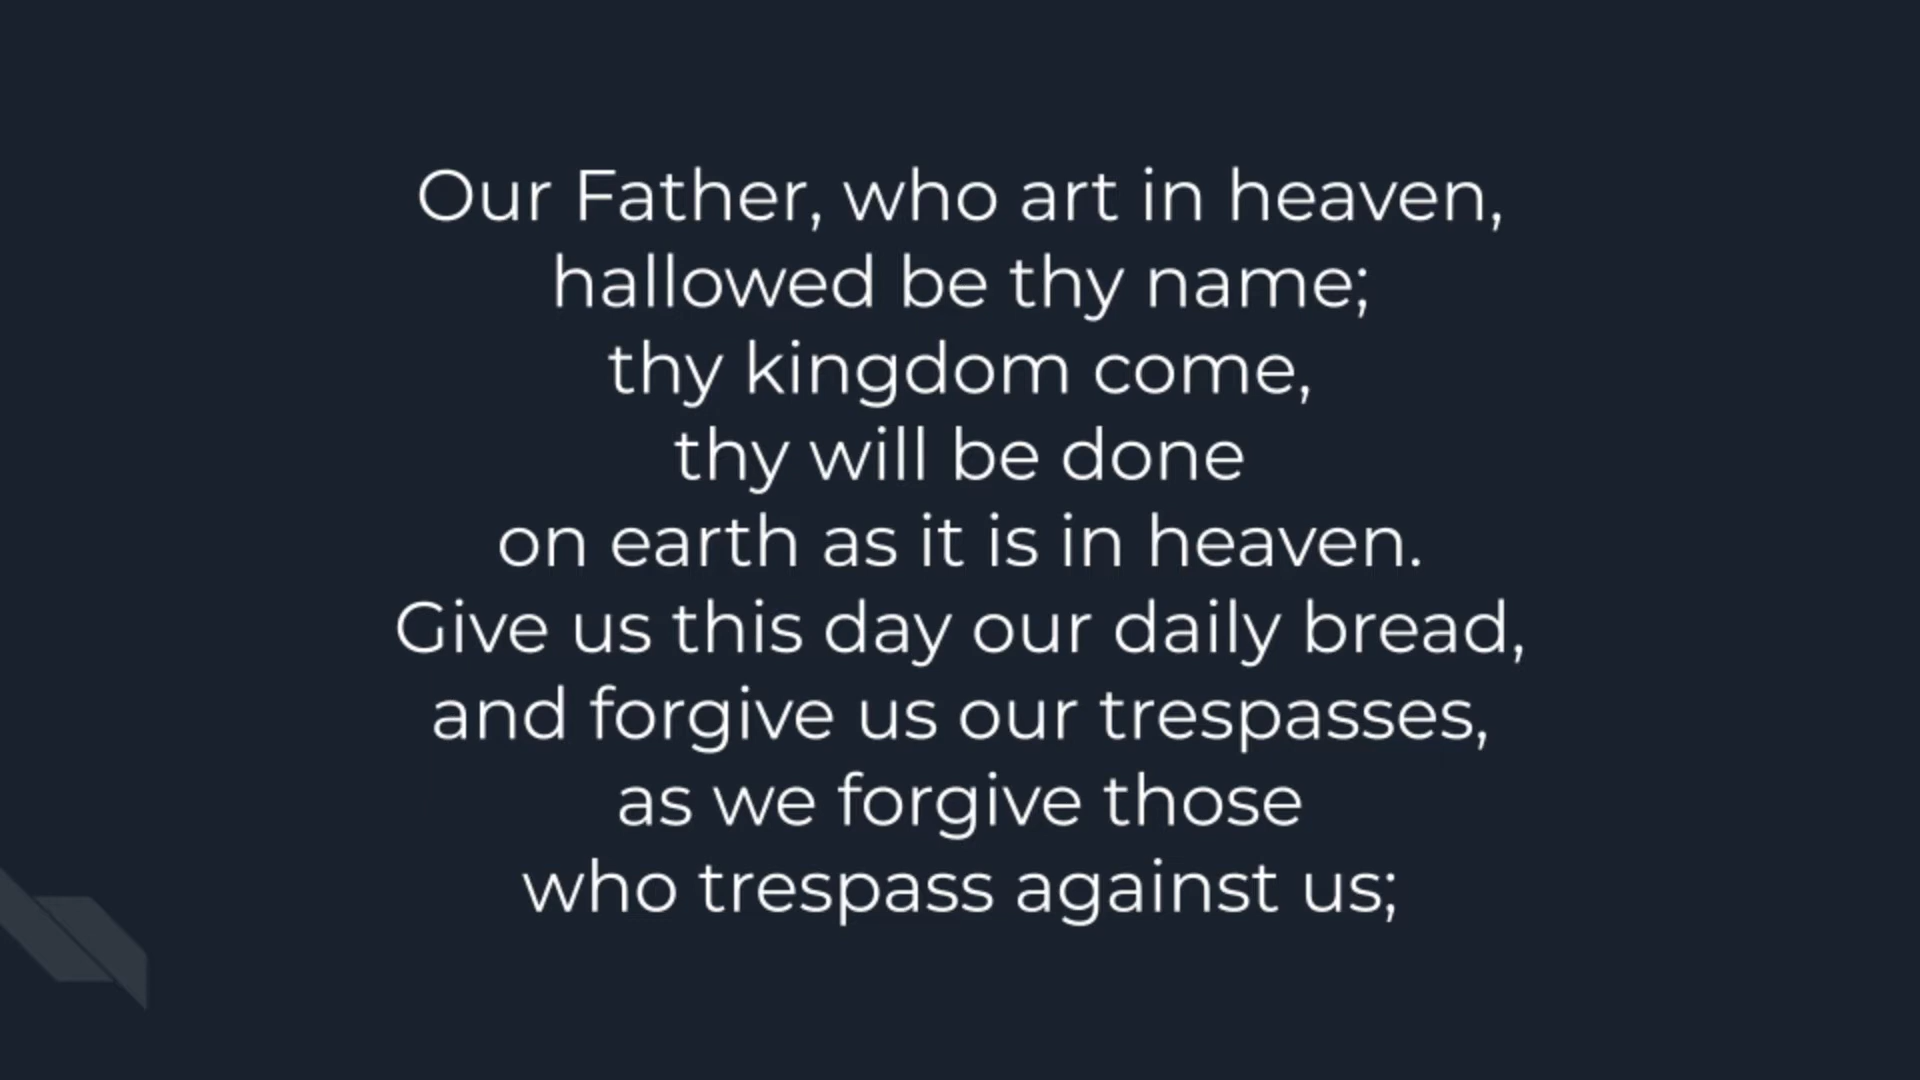 Our Father, who art in heaven,
hallowed be thy name;
thy kingdom come,
thy will be done
on earth as it is in heaven.
Give us this day our daily bread,
and forgive us our trespasses,
as we forgive those
who trespass against us;